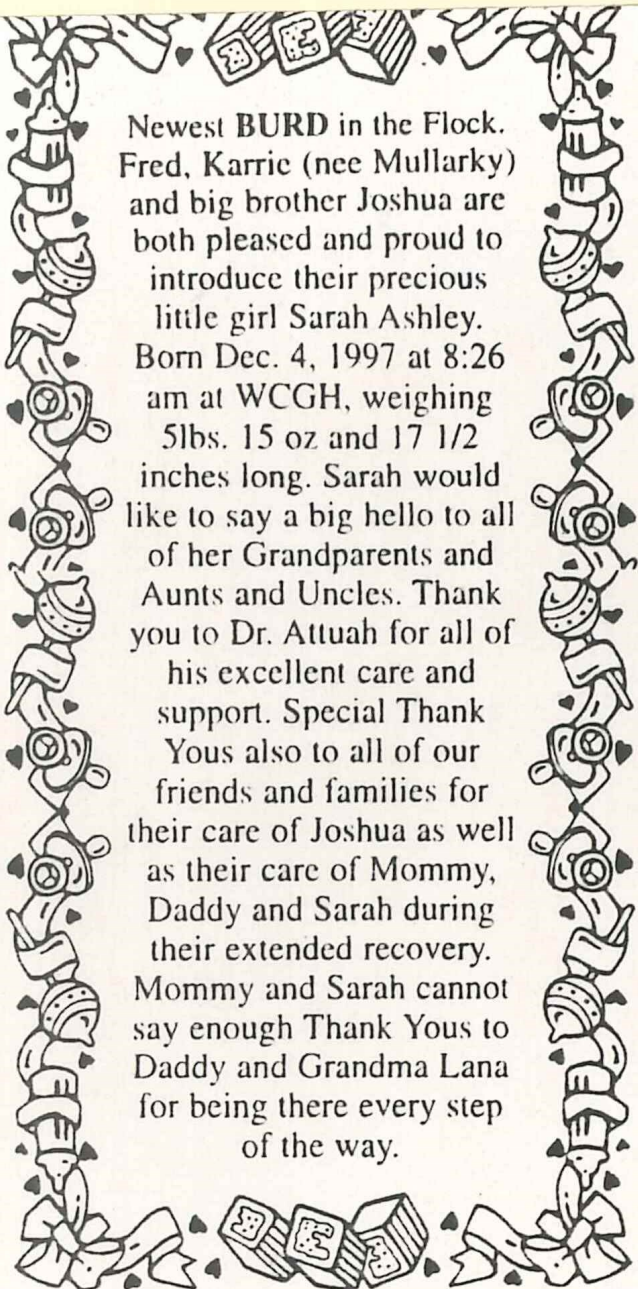 Newest BURD in the Flock.
Fred, Karrie (nee Mullarky)
and big brother Joshua are
both pleased and proud to
introduce their precious
little girl Sarah Ashley.
Born Dec. 4, 1997 at 8:26
am at WCGH, weighing
5lbs. 15 oz and 17 1/2
inches long. Sarah would
like to say a big hello to all
of her Grandparents and
Aunts and Uncles. Thank
you to Dr. Attuah for all of
his excellent care and
support. Special Thank
Yous also to all of our
friends and families for
their care of Joshua as well
as their care of Mommy,
Daddy and Sarah during
their extended recovery.
Mommy and Sarah cannot
say enough Thank Yous to
Daddy and Grandma Lana
for being there every step
of the way.